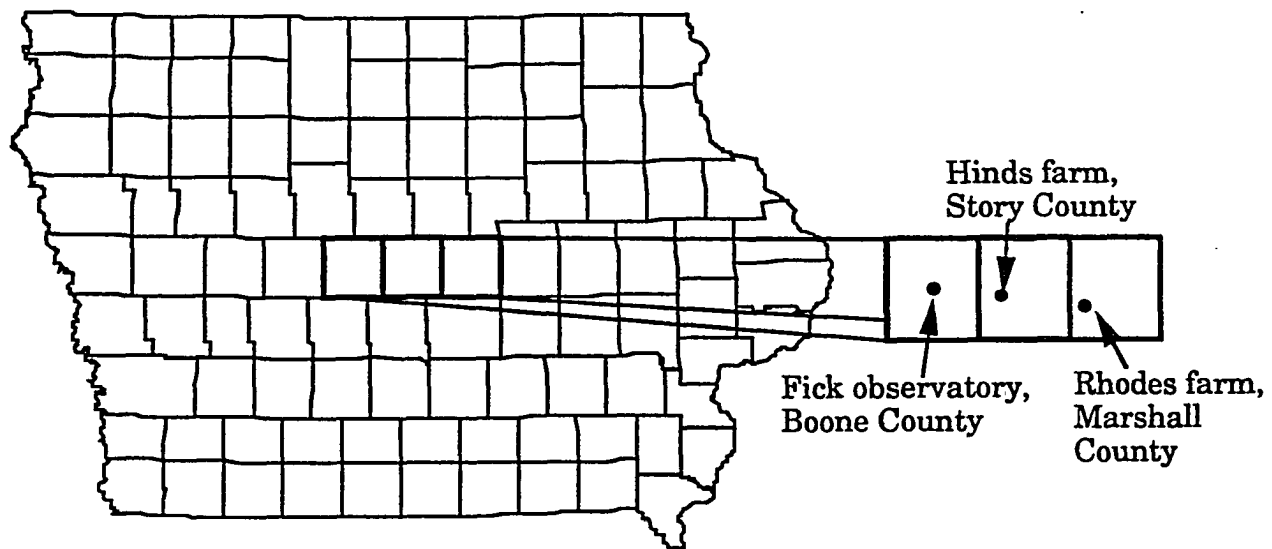 Hinds farm,
Story County
Fick observatory,
Boone County
Rhodes farm,
Marshall
County